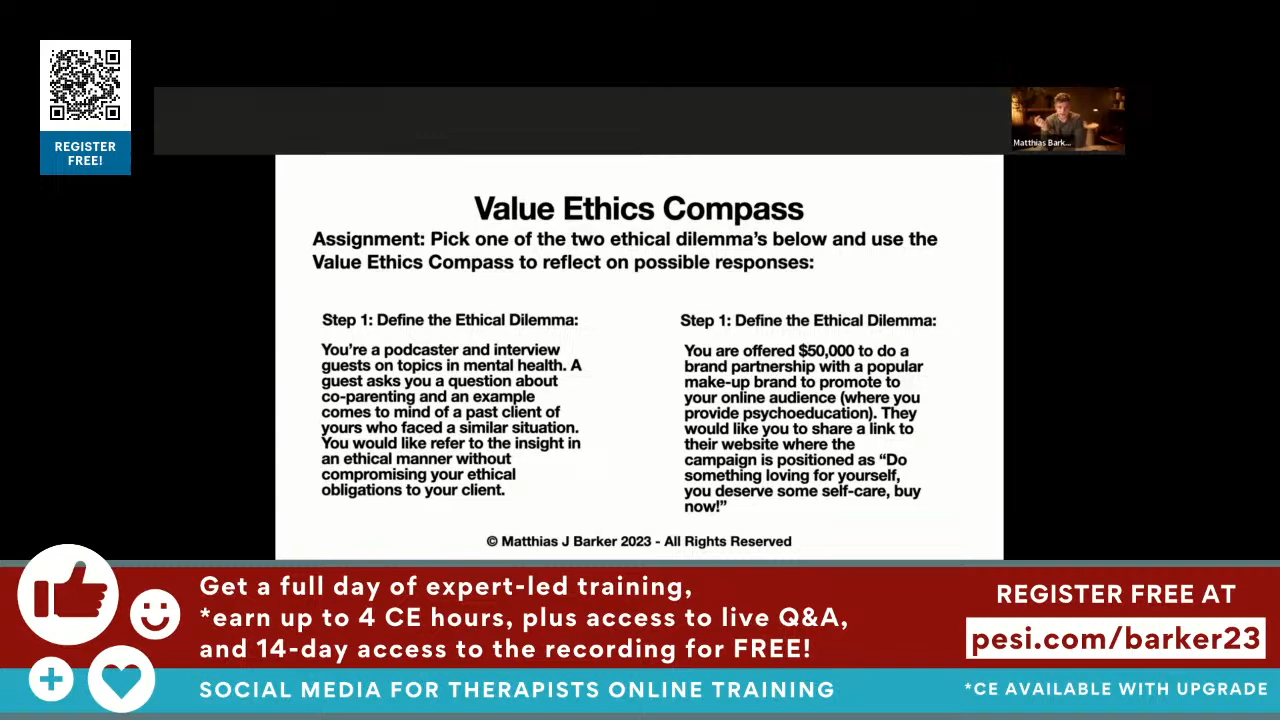 REGISTER
FREE!
Matthias Bark...
Value Ethics Compass
Assignment: Pick one of the two ethical dilemma's below and use the
Value Ethics Compass to reflect on possible responses:
Step 1: Define the Ethical Dilemma:
You're a podcaster and interview
guests on topics in mental health. A
guest asks you a question about
co-parenting and an example
comes to mind of a past client of
yours who faced a similar situation.
You would like refer to the insight in
an ethical manner without
compromising your ethical
obligations to your client.
Step 1: Define the Ethical Dilemma:
You are offered $50,000 to do a
brand partnership with a popular
make-up brand to promote to
your online audience (where you
provide psychoeducation). They
would like you to share a link to
their website where the
campaign is positioned as “Do
something loving for yourself,
you deserve some self-care, buy
now!”
© Matthias J Barker 2023 - All Rights Reserved
Get a full day of expert-led training,
*earn up to 4 CE hours, plus access to live Q&A,
and 14-day access to the recording for FREE!
REGISTER FREE AT
pesi.com/barker23
SOCIAL MEDIA FOR THERAPISTS ONLINE TRAINING
*CE AVAILABLE WITH UPGRADE